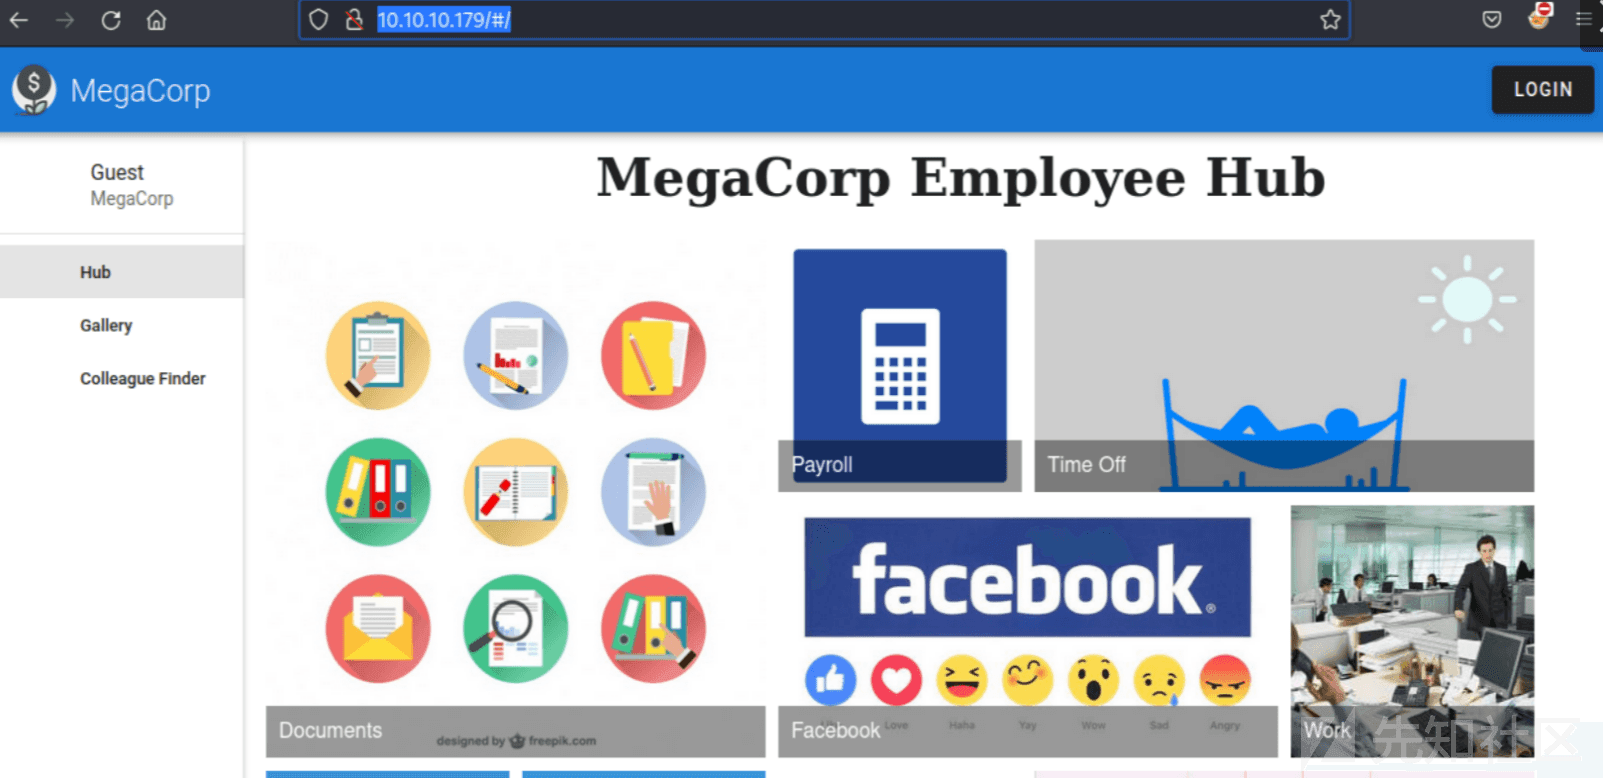 10.10.10.179/#/
MegaCorp
LOGIN
Guest
MegaCorp
Hub
Gallery
Colleague Finder
MegaCorp Employee Hub
Payroll
Time Off
facebook®
Love
Haha
Yay
Wow
Sad
Angry
Documents
designed by freepik.com
Facebook
Work
先知社区